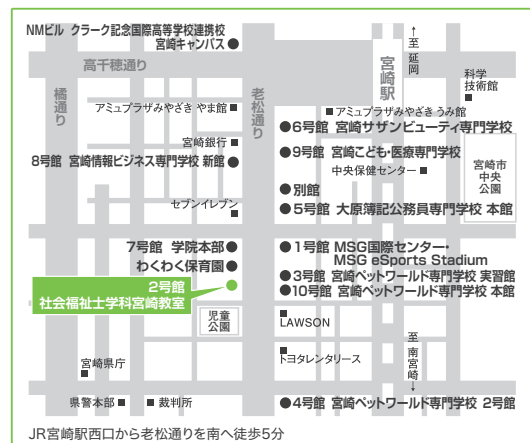 NMビル クラーク記念国際高等学校連携校
宮崎キャンパス
↑至 延岡
高千穂通り
宮崎駅
橘通り
老松通り
科学
技術館
アミュプラザみやざき やま館
アミュプラザみやざき うみ館
6号館 宮崎サザンビューティ専門学校
宮崎銀行
9号館 宮崎こども・医療専門学校
8号館 宮崎情報ビジネス専門学校 新館
中央保健センター
宮崎市
中央
公園
別館
セブンイレブン
5号館 大原簿記公務員専門学校 本館
7号館 学院本部
1号館 MSG国際センター・
MSG eSports Stadium
わくわく保育園
3号館 宮崎ペットワールド専門学校 実習館
2号館
社会福祉士学科宮崎教室
10号館 宮崎ペットワールド専門学校 本館
児童
公園
LAWSON
トヨタレンタリース
至 南宮崎↓
宮崎県庁
県警本部
裁判所
4号館 宮崎ペットワールド専門学校 2号館
JR宮崎駅西口から老松通りを南へ徒歩5分